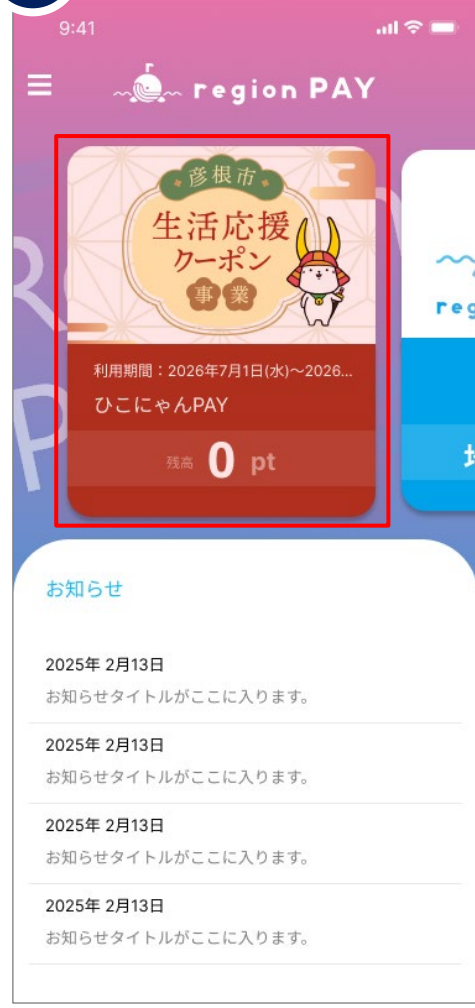 9:41
region PAY
彦根市
生活応援
クーポン
事業
利用期間：2026年7月1日(水)～2026...
ひこにゃんPAY
残高 0 pt
reg
お知らせ
2025年 2月13日
お知らせタイトルがここに入ります。
2025年 2月13日
お知らせタイトルがここに入ります。
2025年 2月13日
お知らせタイトルがここに入ります。
2025年 2月13日
お知らせタイトルがここに入ります。